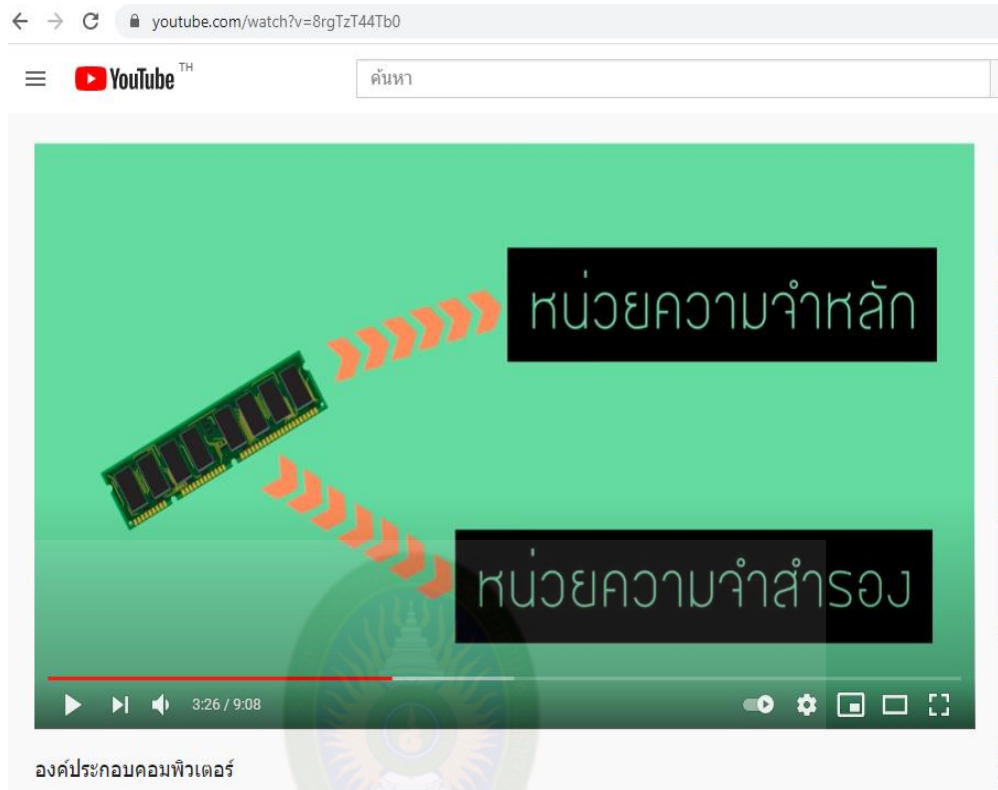 youtube.com/watch?v=8rgTzT44Tb0
YouTube TH
ค้นหา
หน่วยความจำหลัก
หน่วยความจำสำรอง
3:26 / 9:08
องค์ประกอบคอมพิวเตอร์